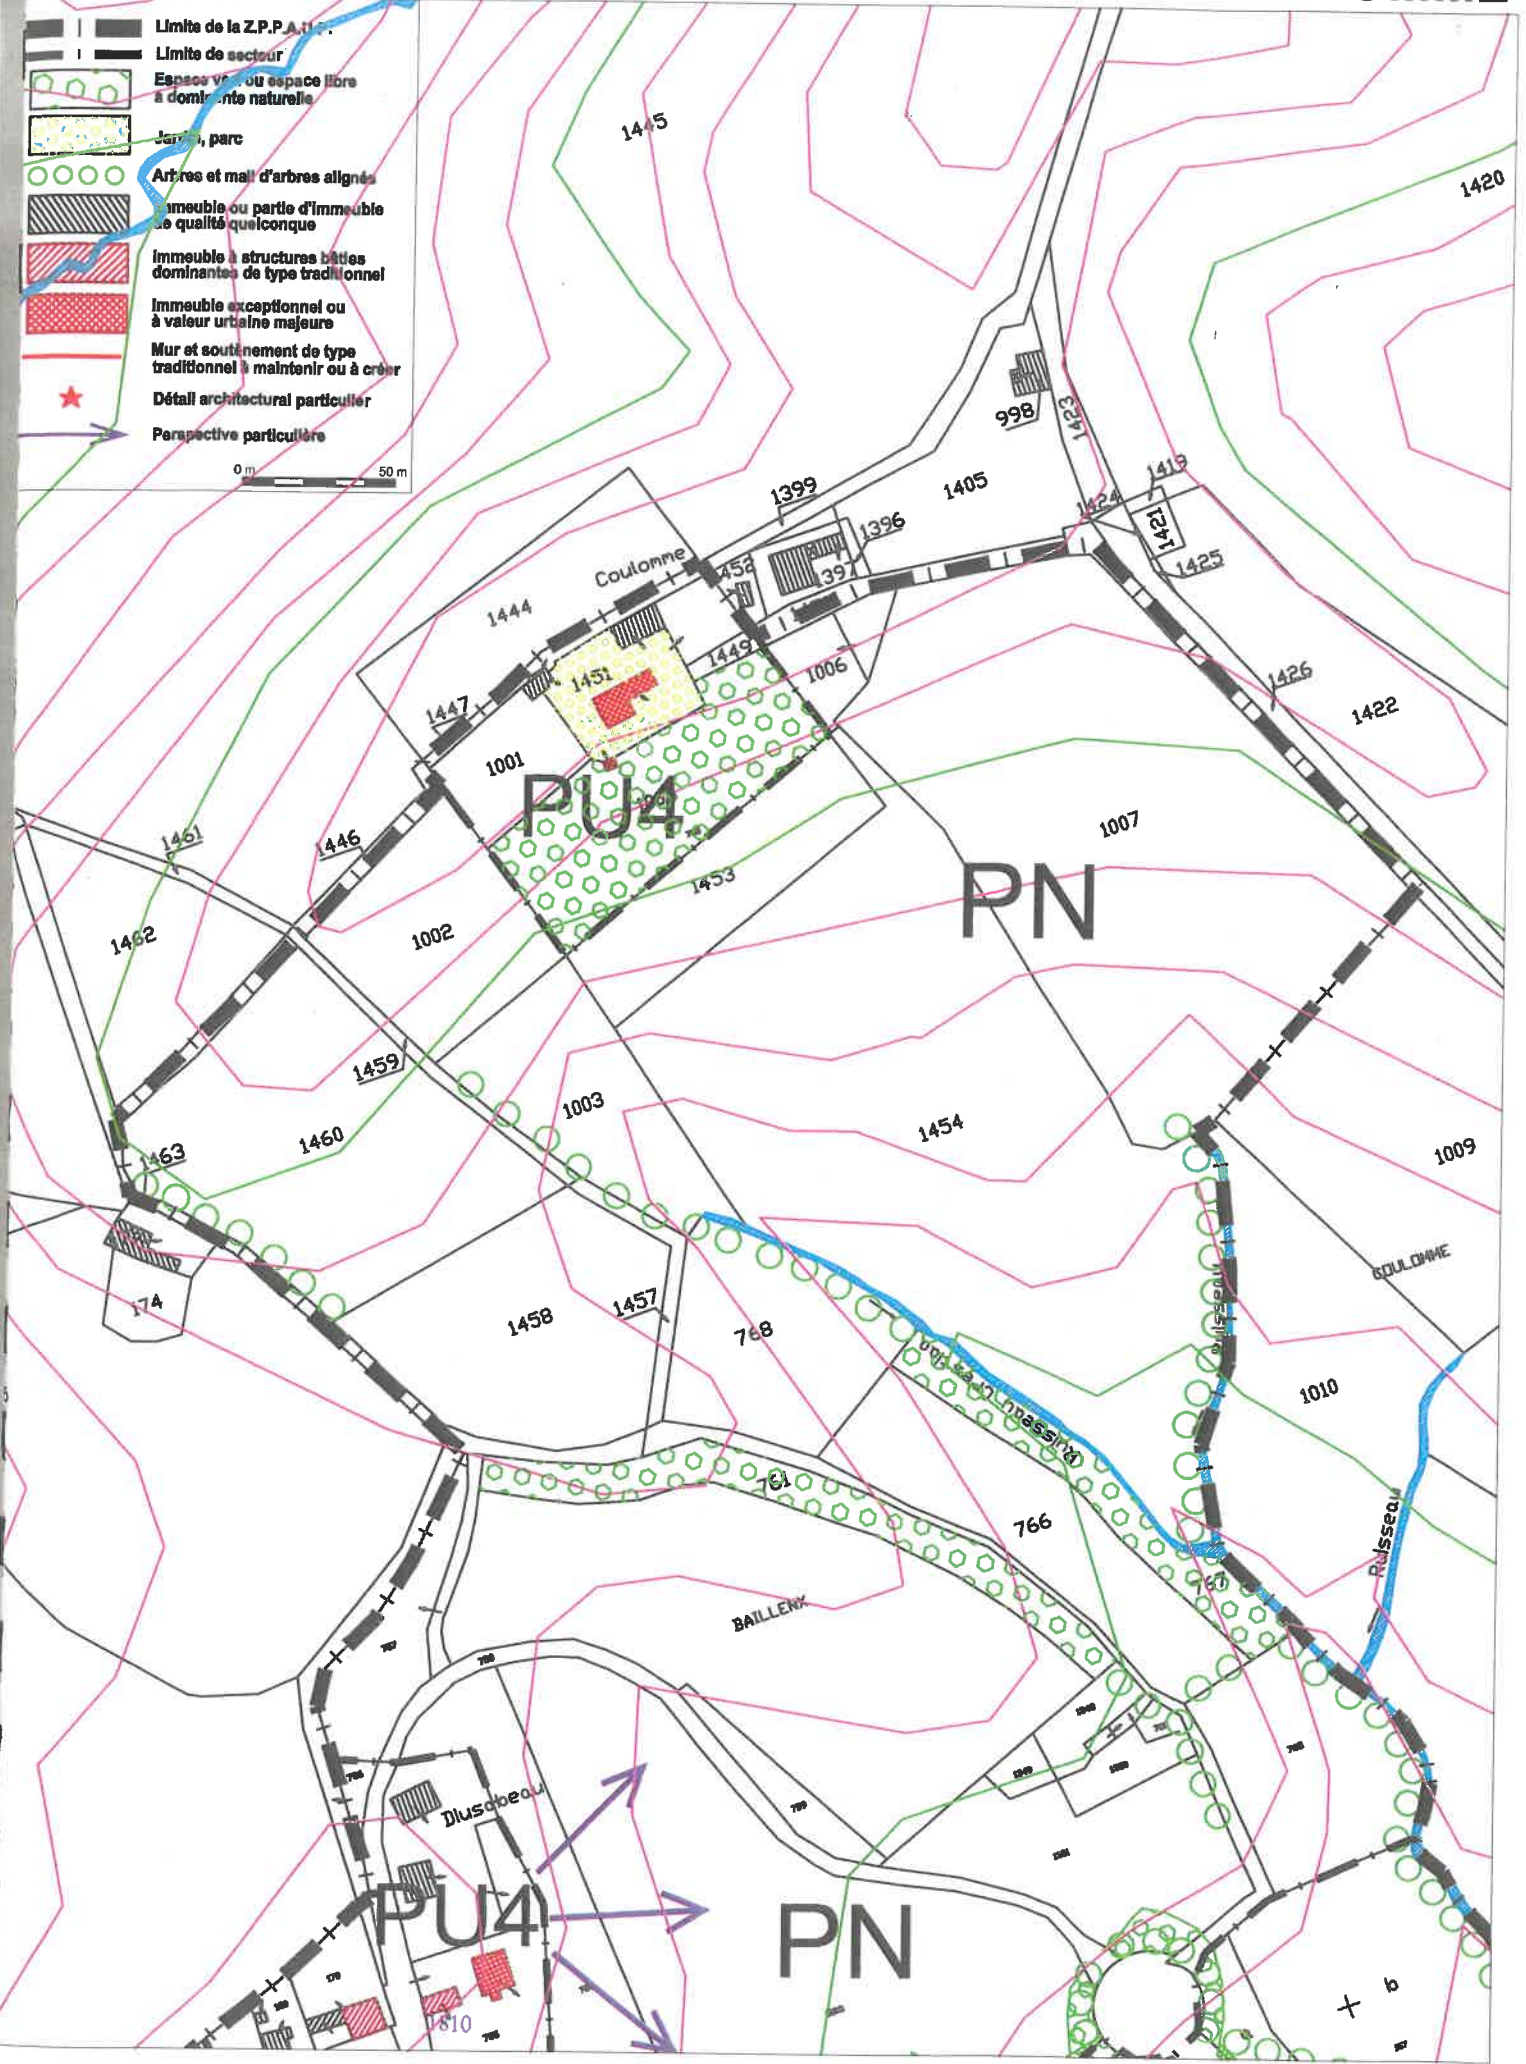 Limite de la Z.P.P.A.U.P.
Limite de secteur
Espace vert ou espace libre
a dominante naturelle
Jardin, parc
Arbres et mail d'arbres alignés
Immeuble ou partie d'immeuble
de qualité quelconque
Immeuble à structures bâties
dominantes de type traditionnel
Immeuble exceptionnel ou
à valeur urbaine majeure
Mur et soutènement de type
traditionnel à maintenir ou à créer
Détail architectural particulier
Perspective particulière
0 m
50 m
1445
1420
998
1423
1405
1399
1396
1397
1424
1419
1421
1425
Coulomme
1444
1449
1006
1451
1447
1001
PU4
1426
1422
1007
PN
1461
1446
1453
1462
1002
1459
1003
1460
1454
1463
1009
174
COULOMME
1458
1457
768
1010
Ruisseau
761
766
Ruisseau
767
BAILLENX
Diusabeau
PU4
PN
1810
b